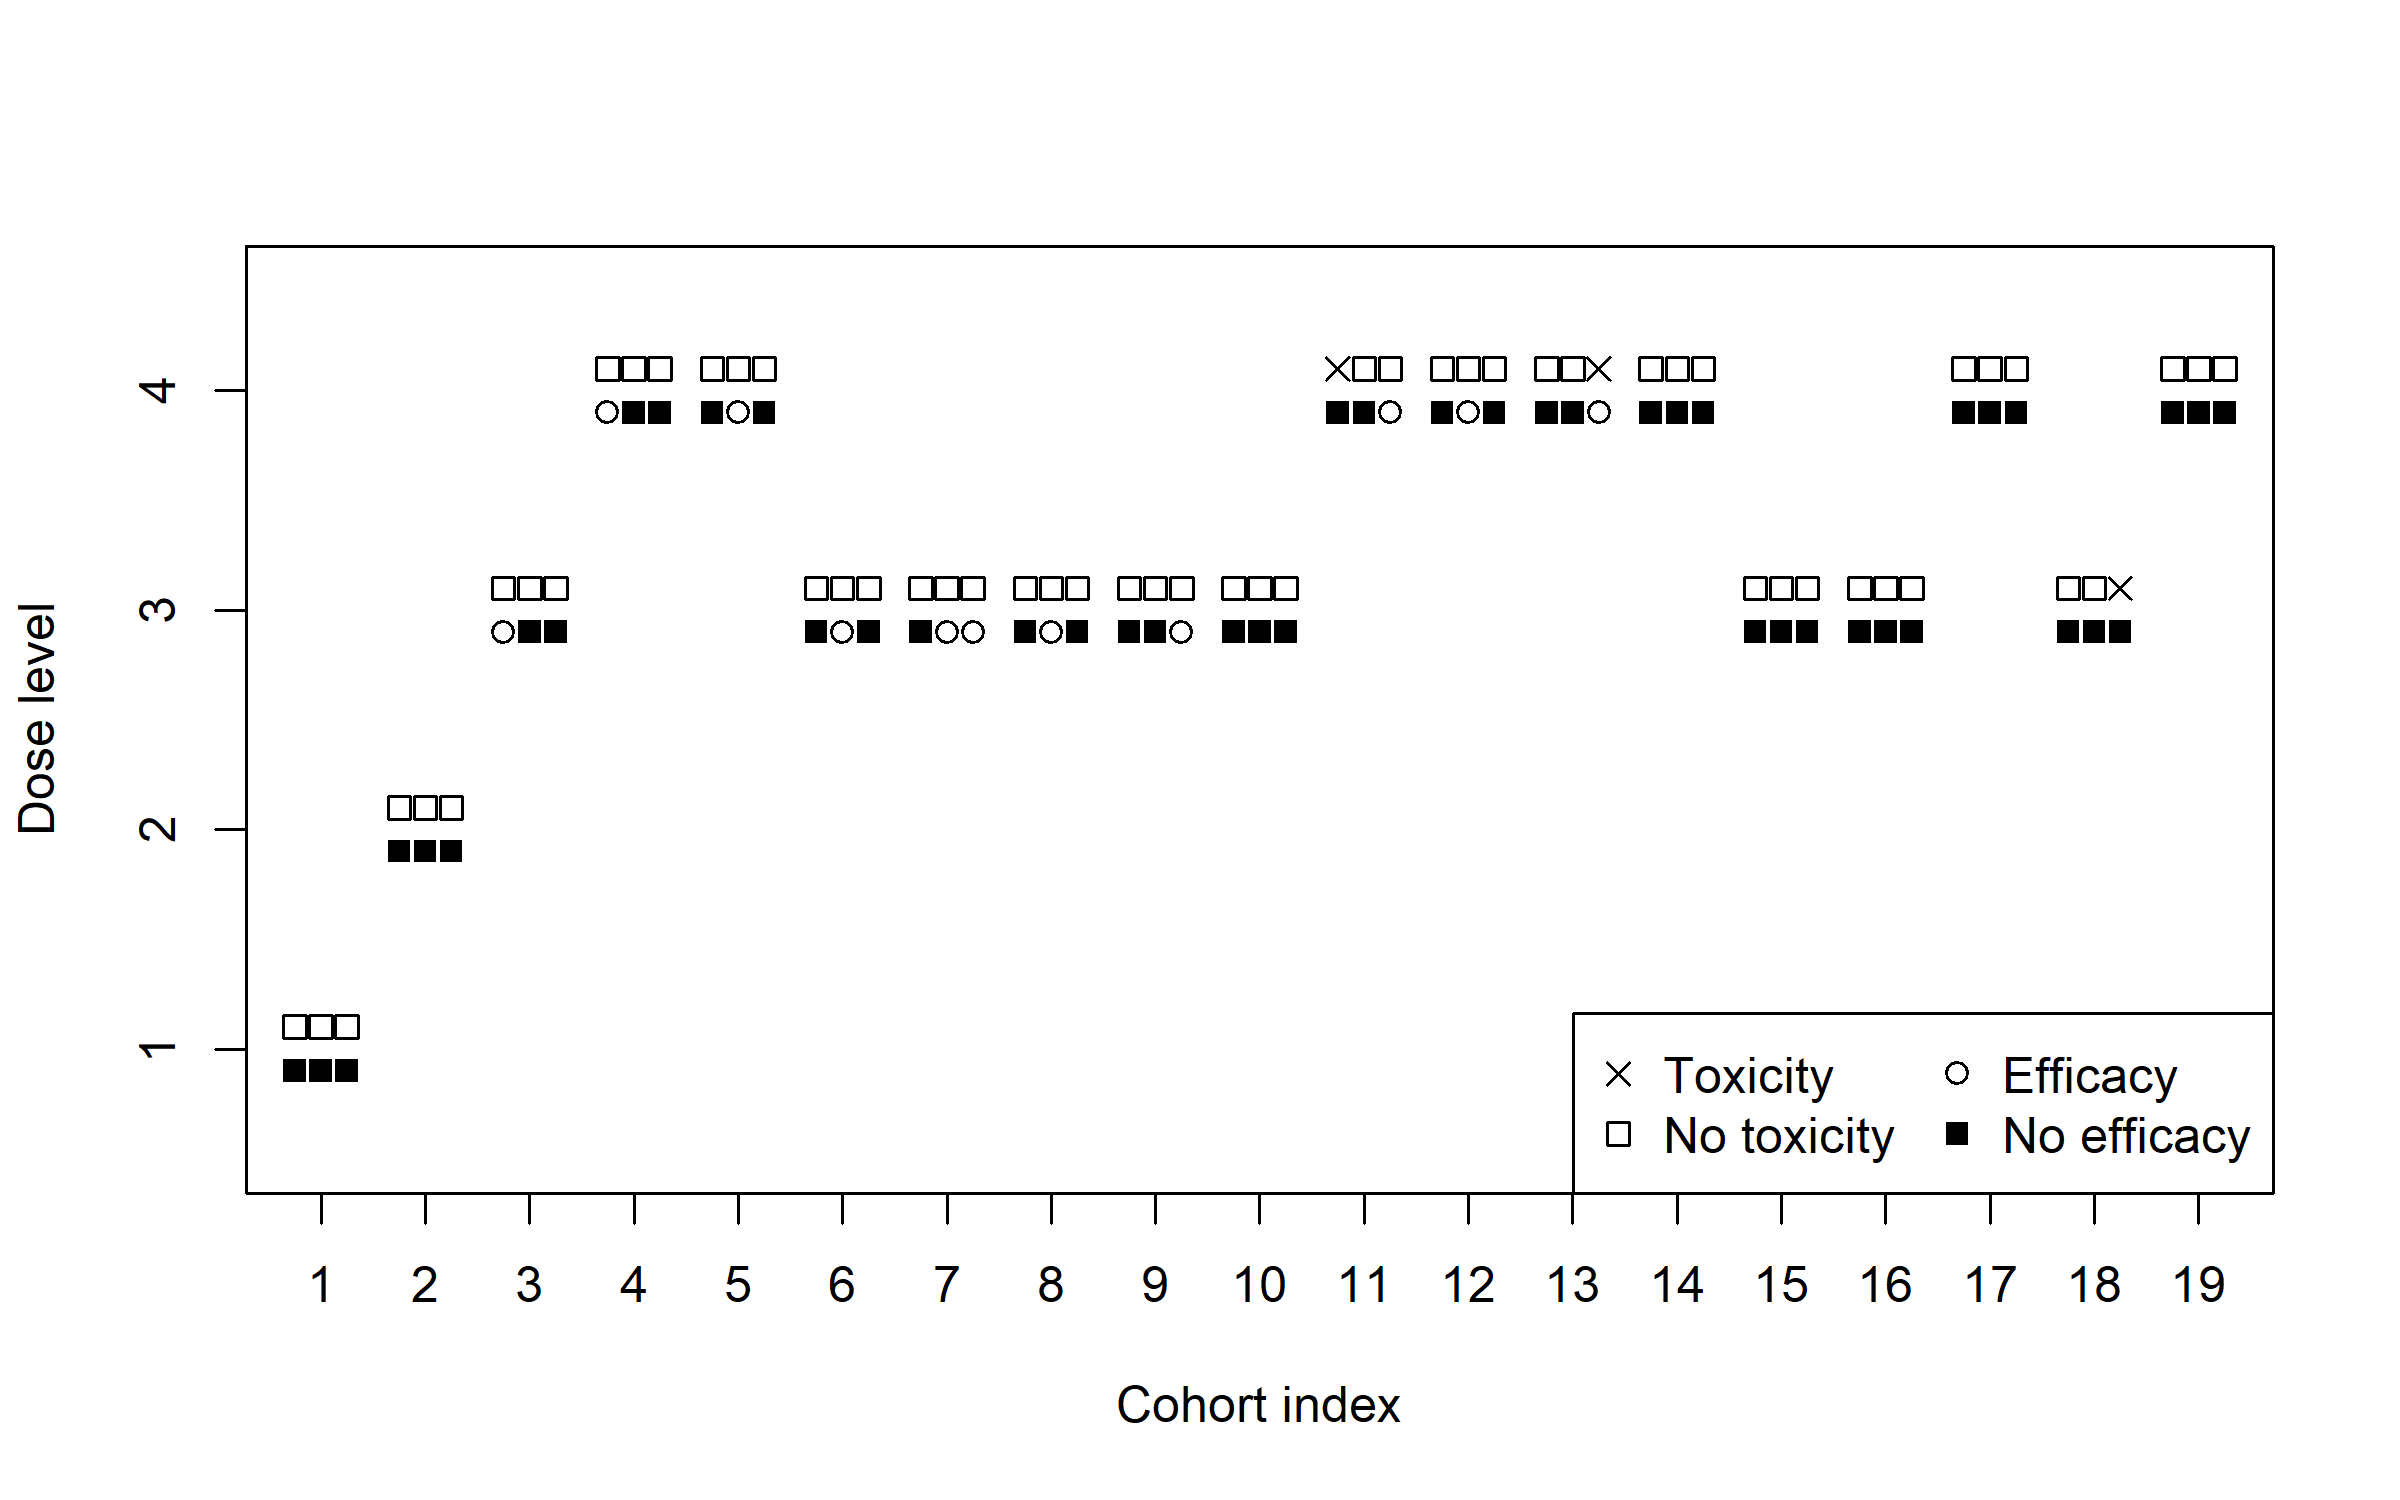 4
3
2
1
Dose level
Toxicity Efficacy
No toxicity No efficacy
1 2 3 4 5 6 7 8 9 10 11 12 13 14 15 16 17 18 19
Cohort index